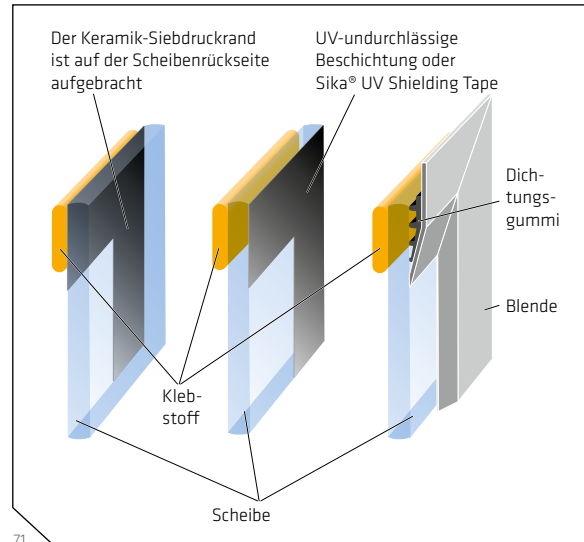 Der Keramik-Siebdruckrand
ist auf der Scheibenrückseite
aufgebracht
UV-undurchlässige
Beschichtung oder
Sika® UV Shielding Tape
Dich-
tungs-
gummi
Blende
Kleb-
stoff
Scheibe
71